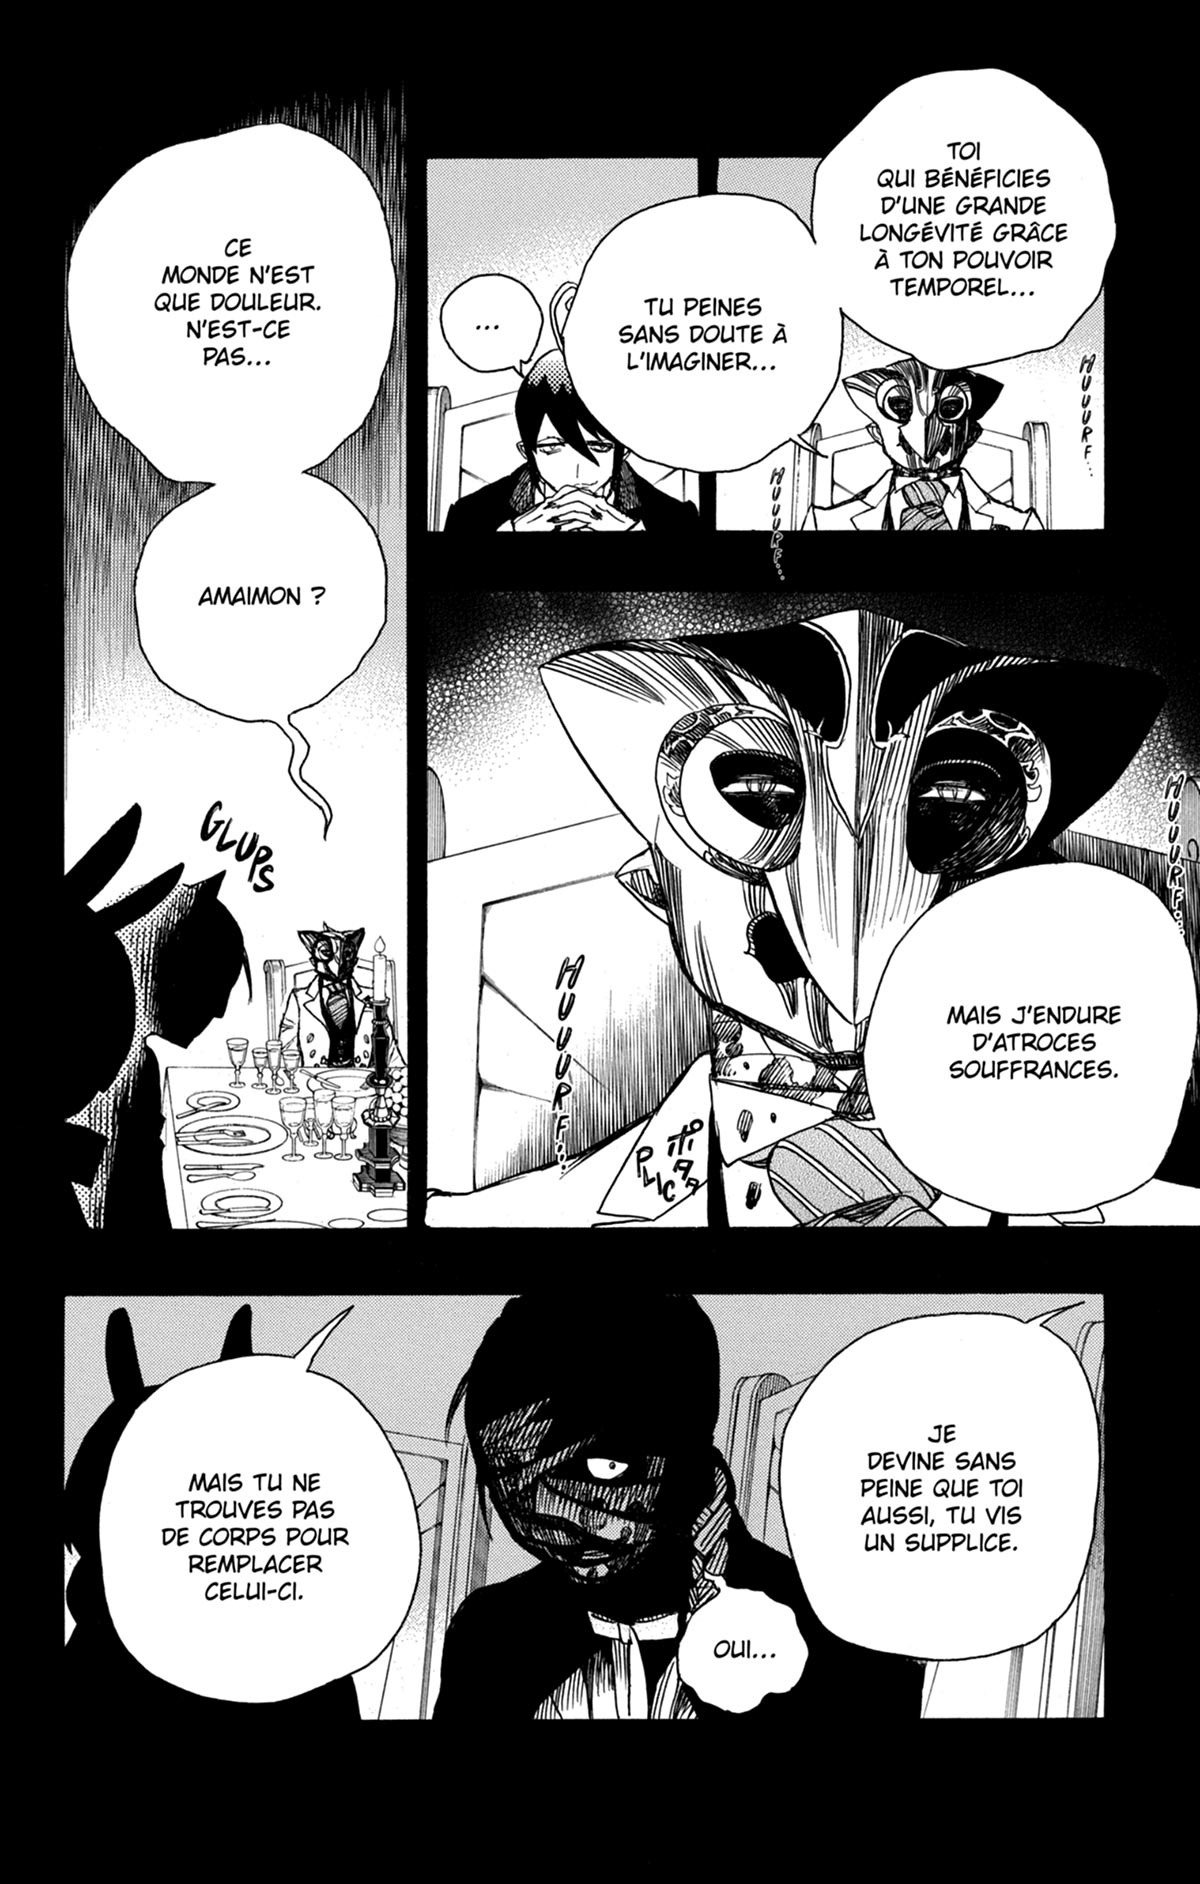 TOI
QUI BÉNÉFICIES
D'UNE GRANDE
LONGÉVITÉ GRÂCE
À TON POUVOIR
TEMPOREL...
HUUURF...
TU PEINES
SANS DOUTE À
L'IMAGINER...
HUUURF...
...
HUUURF...
MAIS J'ENDURE
D'ATROCES
SOUFFRANCES.
HUUURF...
PLIC
ポタタ
CE
MONDE N'EST
QUE DOULEUR.
N'EST-CE
PAS...
AMAIMON ?
GLUPS
JE
DEVINE SANS
PEINE QUE TOI
AUSSI, TU VIS
UN SUPPLICE.
OUI...
MAIS TU NE
TROUVES PAS
DE CORPS POUR
REMPLACER
CELUI-CI.